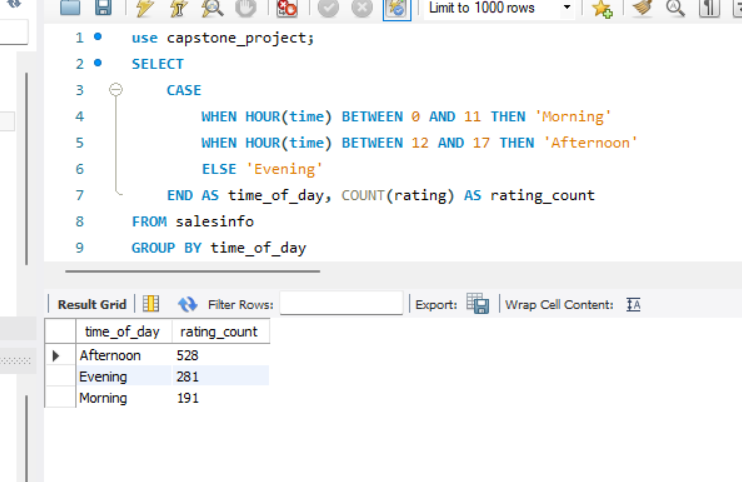 Limit to 1000 rows
1 use capstone_project;
2 SELECT
3 CASE
4 WHEN HOUR(time) BETWEEN 0 AND 11 THEN 'Morning'
5 WHEN HOUR(time) BETWEEN 12 AND 17 THEN 'Afternoon'
6 ELSE 'Evening'
7 END AS time_of_day, COUNT(rating) AS rating_count
8 FROM salesinfo
9 GROUP BY time_of_day
Result Grid Filter Rows: Export: Wrap Cell Content:
time_of_day rating_count
Afternoon 528
Evening 281
Morning 191